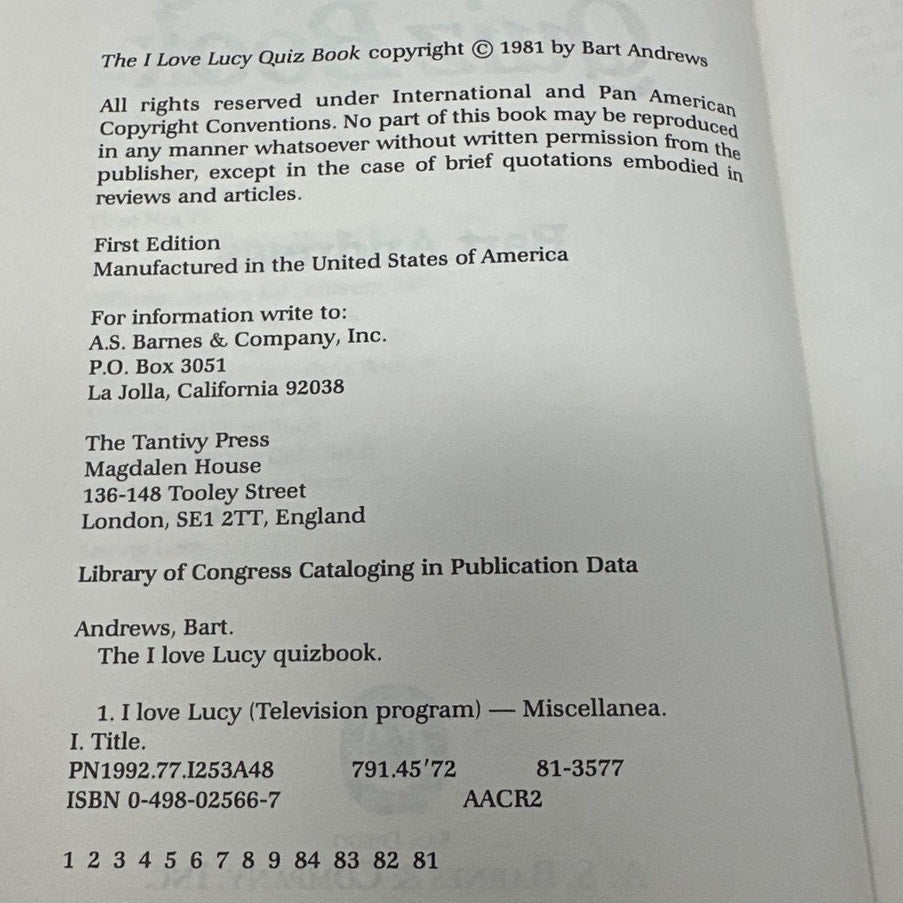 The I Love Lucy Quiz Book copyright © 1981 by Bart Andrews
All rights reserved under International and Pan American
Copyright Conventions. No part of this book may be reproduced
in any manner whatsoever without written permission from the
publisher, except in the case of brief quotations embodied in
reviews and articles.
First Edition
Manufactured in the United States of America
For information write to:
A.S. Barnes & Company, Inc.
P.O. Box 3051
La Jolla, California 92038
The Tantivy Press
Magdalen House
136-148 Tooley Street
London, SE1 2TT, England
Library of Congress Cataloging in Publication Data
Andrews, Bart.
The I love Lucy quizbook.
1. I love Lucy (Television program) — Miscellanea.
I. Title.
PN1992.77.I253A48 791.45′72 81-3577
ISBN 0-498-02566-7 AACR2
1 2 3 4 5 6 7 8 9 84 83 82 81